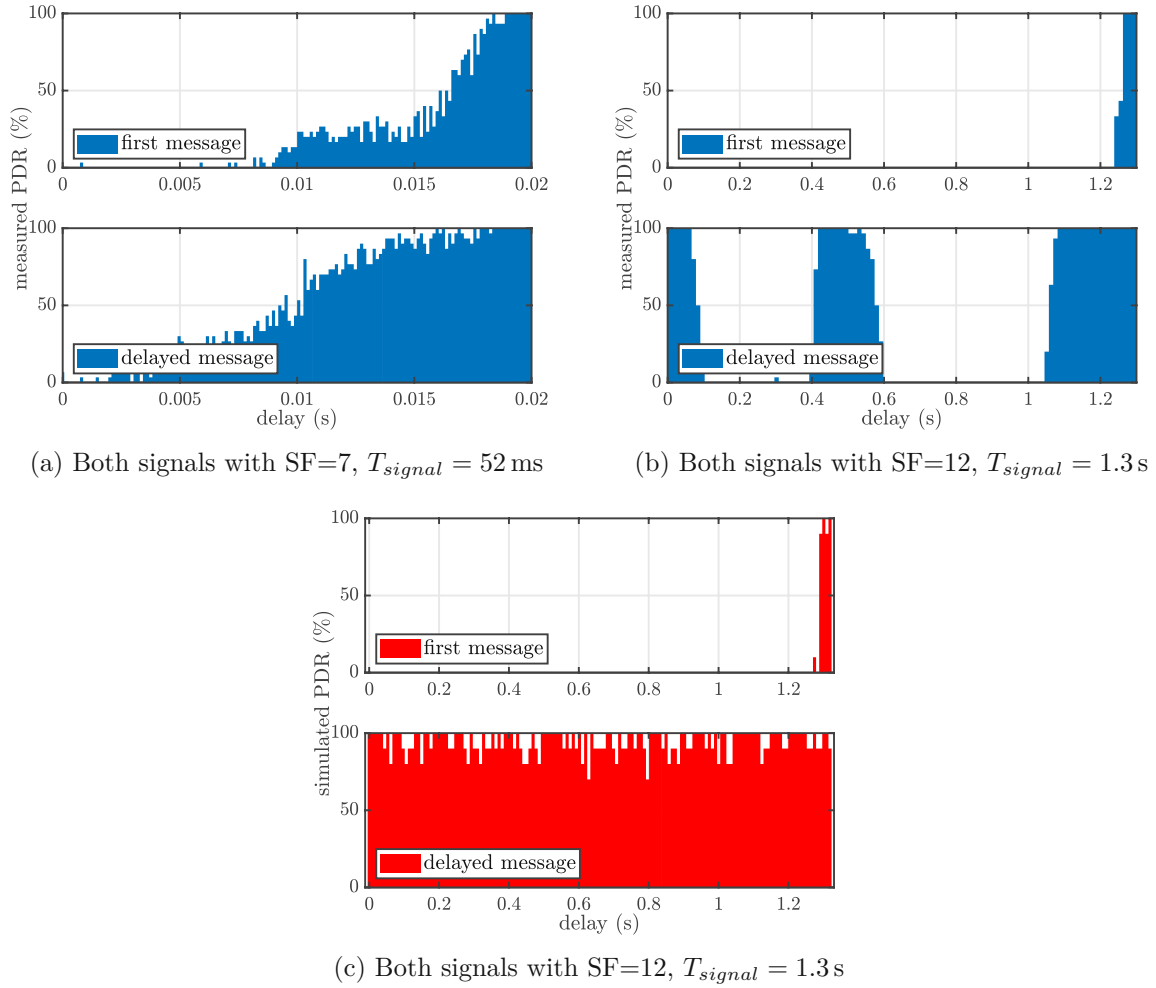 measured PDR (%)
100
50
0
first message
0 0.005 0.01 0.015 0.02
100
50
0
delayed message
0 0.005 0.01 0.015 0.02
delay (s)
(a) Both signals with SF=7, T_signal = 52 ms
measured PDR (%)
100
50
0
first message
0 0.2 0.4 0.6 0.8 1 1.2
100
50
0
delayed message
0 0.2 0.4 0.6 0.8 1 1.2
delay (s)
(b) Both signals with SF=12, T_signal = 1.3 s
simulated PDR (%)
100
50
0
first message
0 0.2 0.4 0.6 0.8 1 1.2
100
50
0
delayed message
0 0.2 0.4 0.6 0.8 1 1.2
delay (s)
(c) Both signals with SF=12, T_signal = 1.3 s